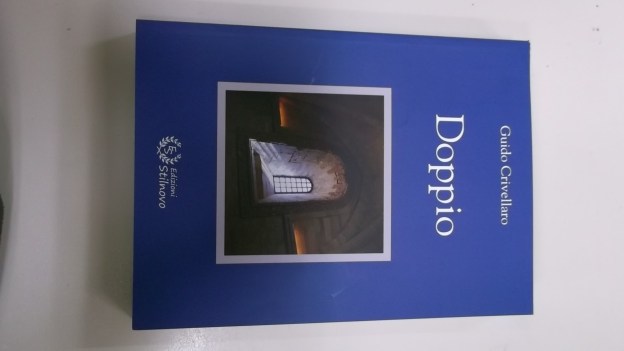 Guido Crivellaro
Doppio
Edizioni
Stilnovo